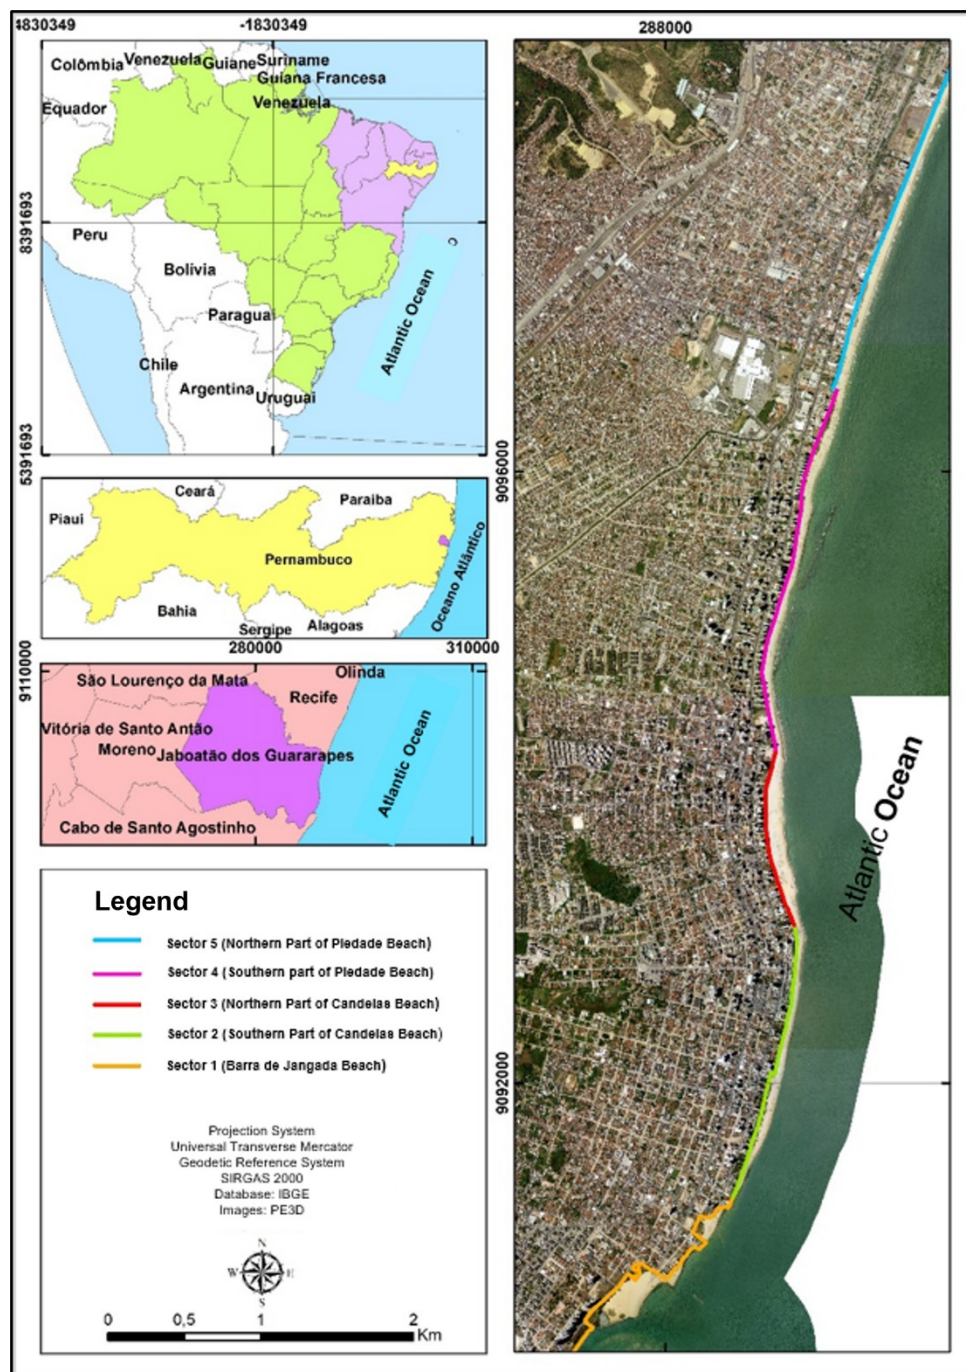 4830349
-1830349
288000
Colômbia
Venezuela
Guiane
Suriname
Guiana Francesa
Venezuela
Equador
8391693
Peru
Bolívia
Paraguai
Atlantic Ocean
Chile
Argentina
Uruguai
5391693
9096000
Ceará
Paraiba
Piaui
Pernambuco
Oceano Atlântico
Bahia
Sergipe
Alagoas
280000
310000
9110000
Olinda
São Lourenço da Mata
Recife
Vitória de Santo Antão
Moreno
Jaboatão dos Guararapes
Atlantic Ocean
Cabo de Santo Agostinho
Atlantic Ocean
9092000
Legend
Sector 5 (Northern Part of Piedade Beach)
Sector 4 (Southern part of Piedade Beach)
Sector 3 (Northern Part of Candeias Beach)
Sector 2 (Southern Part of Candeias Beach)
Sector 1 (Barra de Jangada Beach)
Projection System
Universal Transverse Mercator
Geodetic Reference System
SIRGAS 2000
Database: IBGE
Images: PE3D
N
W E
S
0 0,5 1 2
Km